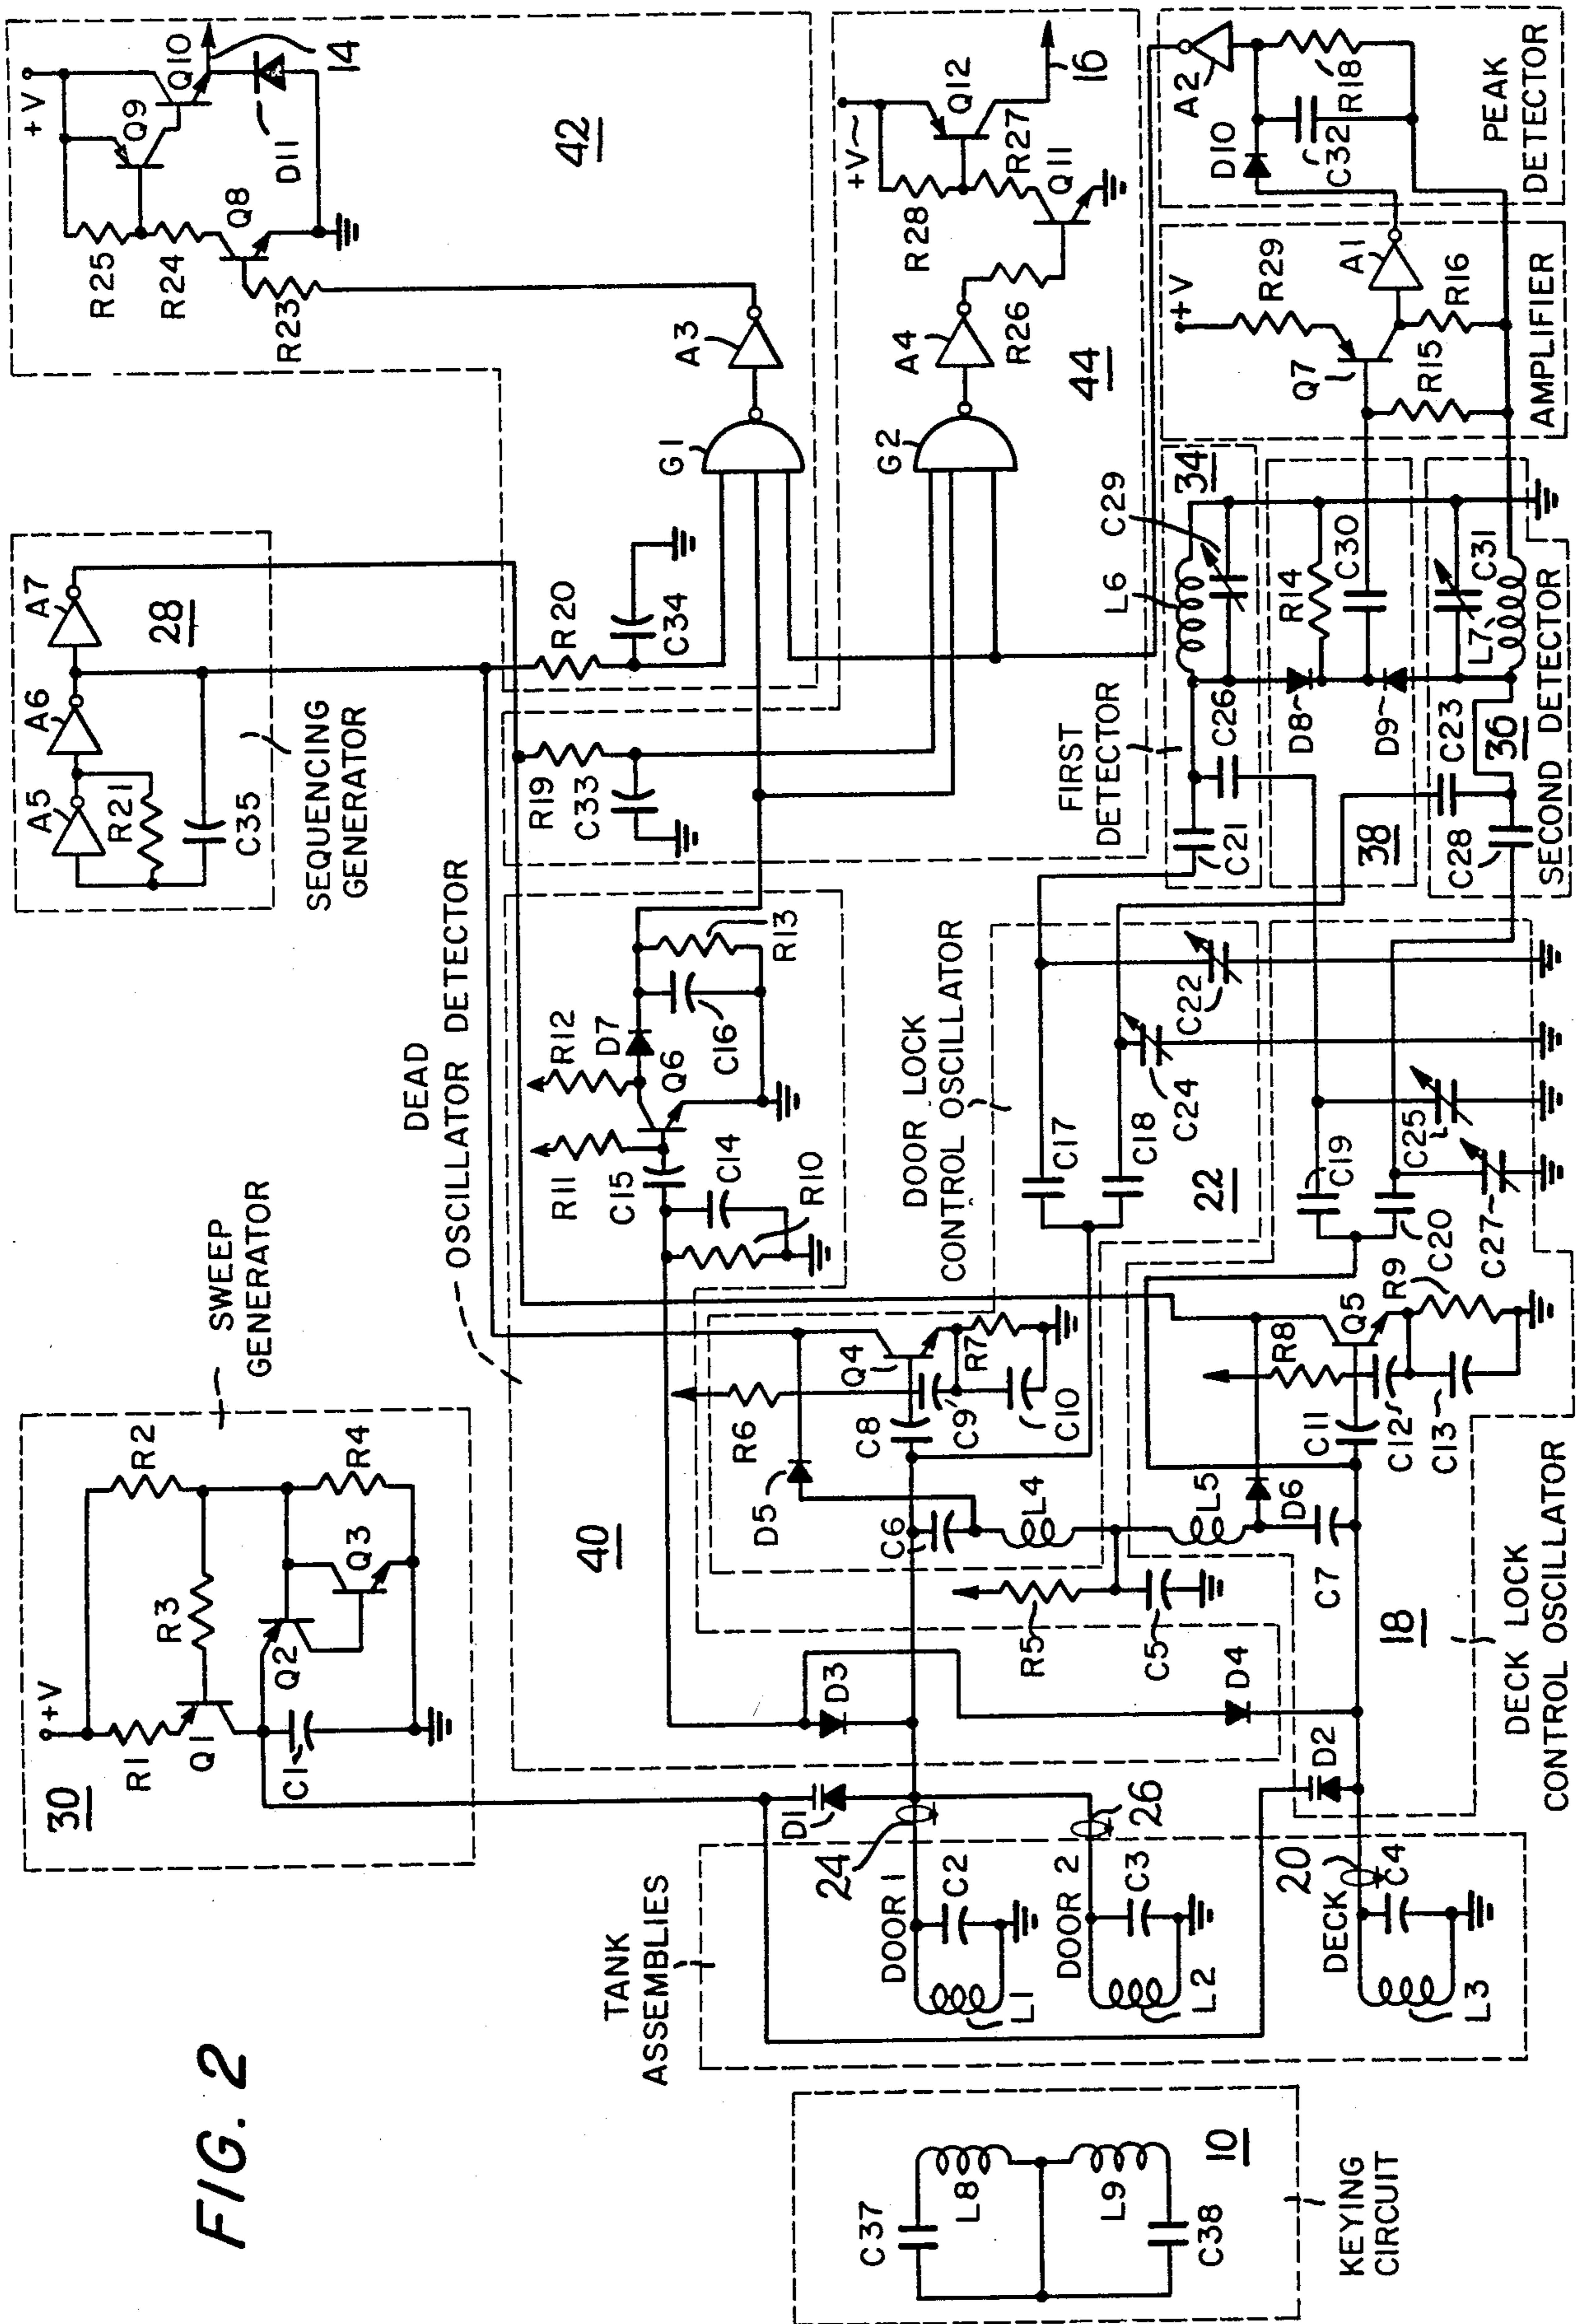 FIG. 2
+V
R1
R2
R3
R4
Q1
Q2
Q3
C1
30
SWEEP
GENERATOR
A5
A6
A7
R21
C35
28
SEQUENCING
GENERATOR
+V
R25
R24
R23
Q8
Q9
Q10
D11
14
42
A3
G1
R20
C34
R19
C33
+V
R28
R27
R26
Q11
Q12
16
A4
G2
44
DEAD
OSCILLATOR DETECTOR
40
R11
R12
D7
Q6
C15
C14
R10
C16
R13
D3
D4
DOOR LOCK
CONTROL OSCILLATOR
22
R6
D5
Q4
C8
C9
C10
R7
C6
L4
R5
C5
L5
D6
C7
C17
C18
C22
C24
DECK LOCK
CONTROL OSCILLATOR
18
R8
Q5
R9
C11
C12
C13
C19
C20
C25
C27
D1
D2
24
26
20
TANK
ASSEMBLIES
DOOR 1
C2
L1
DOOR 2
C3
L2
DECK
C4
L3
KEYING
CIRCUIT
10
C37
L8
L9
C38
FIRST
DETECTOR
34
L6
C29
C21
C26
D8
R14
C30
D9
38
C23
36
C28
L7
C31
SECOND DETECTOR
+V
R29
Q7
R15
A1
R16
AMPLIFIER
A2
D10
C32
R18
PEAK
DETECTOR